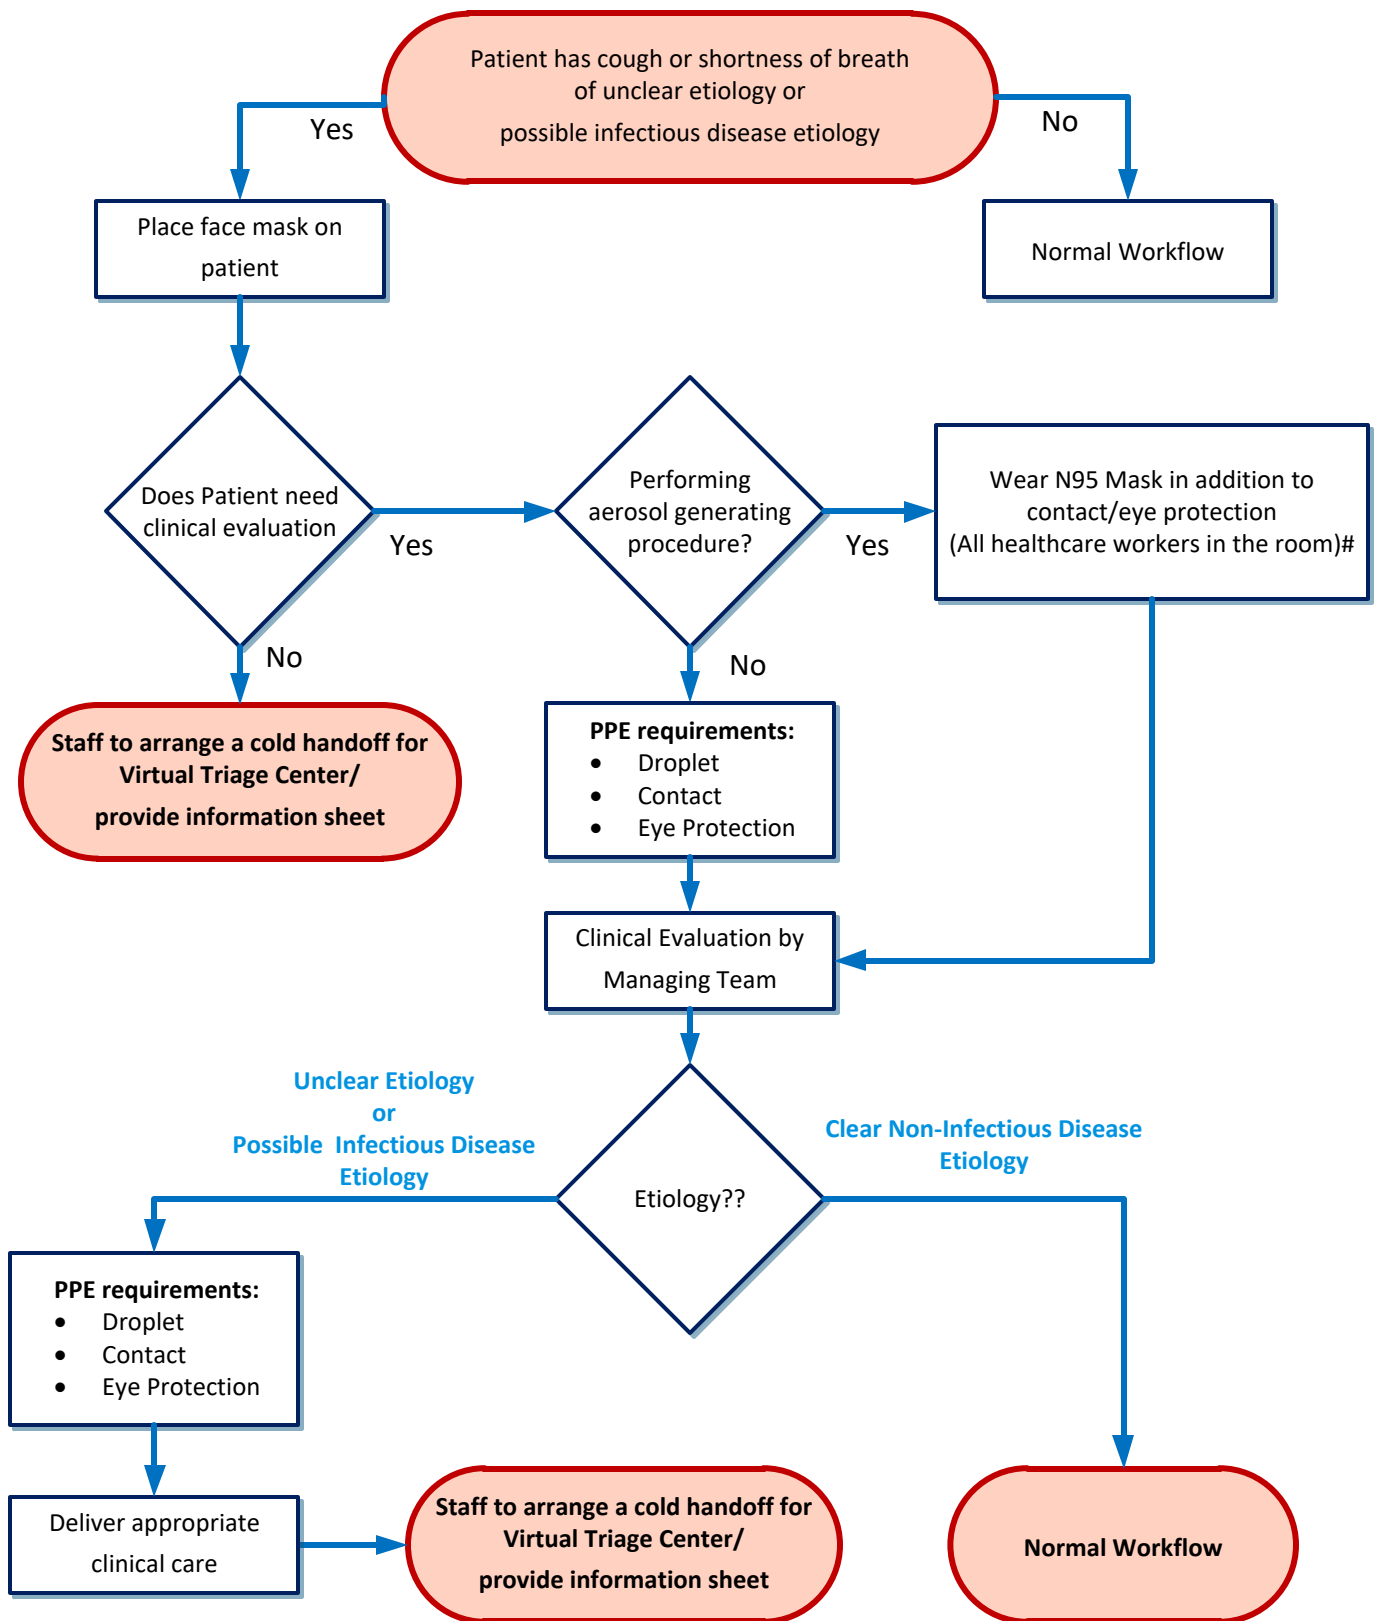 Patient has cough or shortness of breath
of unclear etiology or
possible infectious disease etiology
Yes
No
Place face mask on
patient
Normal Workflow
Does Patient need
clinical evaluation
Yes
No
Performing
aerosol generating
procedure?
Yes
No
Wear N95 Mask in addition to
contact/eye protection
(All healthcare workers in the room)#
Staff to arrange a cold handoff for
Virtual Triage Center/
provide information sheet
PPE requirements:
• Droplet
• Contact
• Eye Protection
Clinical Evaluation by
Managing Team
Unclear Etiology
or
Possible  Infectious Disease
Etiology
Clear Non-Infectious Disease
Etiology
Etiology??
PPE requirements:
• Droplet
• Contact
• Eye Protection
Deliver appropriate
clinical care
Staff to arrange a cold handoff for
Virtual Triage Center/
provide information sheet
Normal Workflow